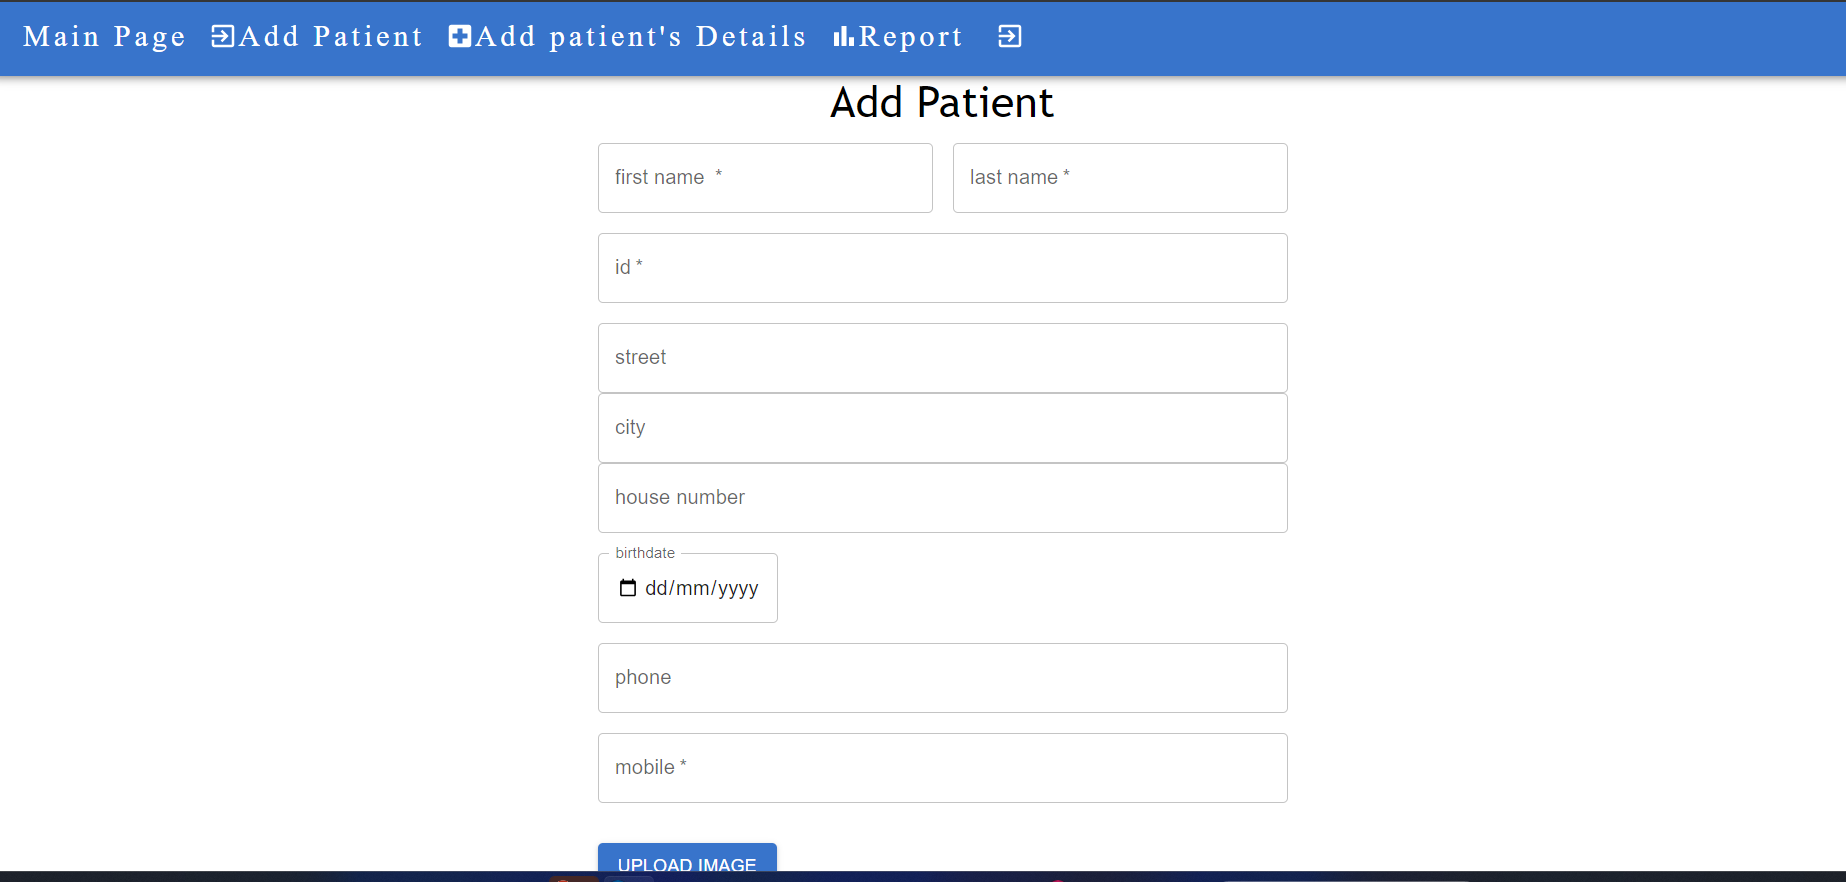 Main Page Add Patient Add patient's Details Report
Add Patient
first name * last name *
id *
street
city
house number
birthdate
dd/mm/yyyy
phone
mobile *
UPLOAD IMAGE